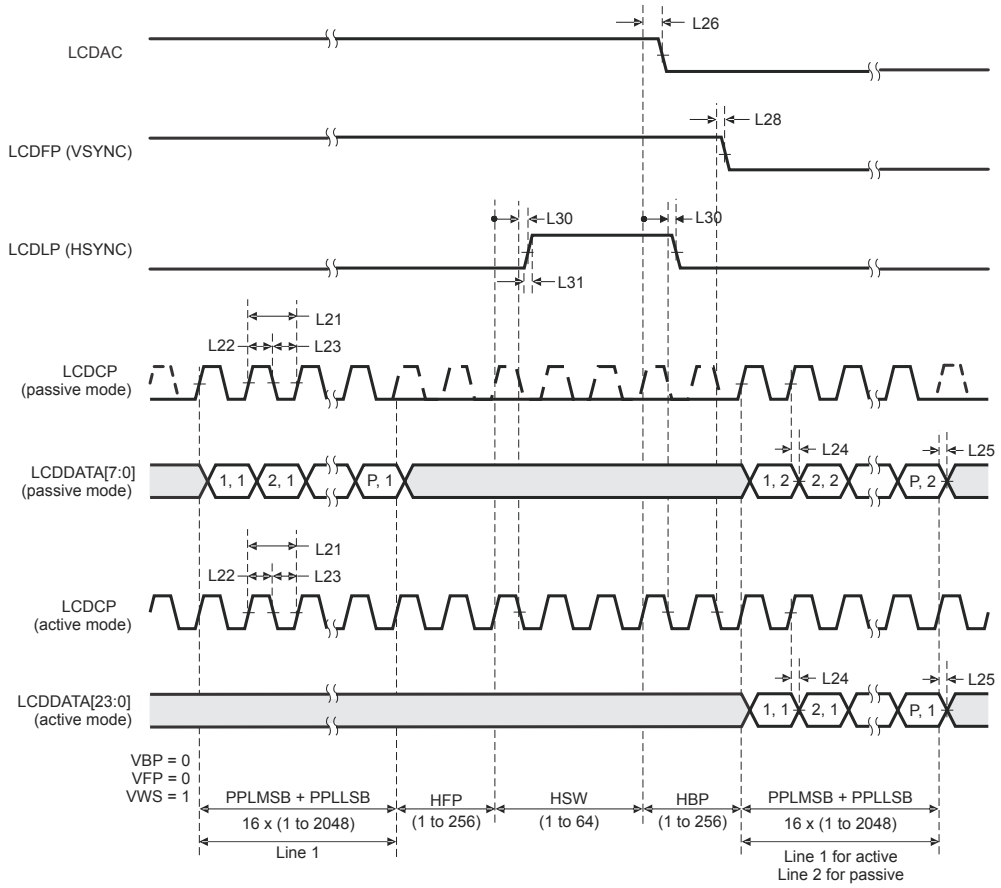 L26
LCDAC
L28
LCDFP (VSYNC)
L30
L30
LCDLP (HSYNC)
L31
L21
L22
L23
LCDCP
(passive mode)
L24
L25
LCDDATA[7:0]
(passive mode)
1, 1
2, 1
P, 1
1, 2
2, 2
P, 2
L21
L22
L23
LCDCP
(active mode)
L24
L25
LCDDATA[23:0]
(active mode)
1, 1
2, 1
P, 1
VBP = 0
VFP = 0
VWS = 1
PPLMSB + PPLLSB
HFP
HSW
HBP
PPLMSB + PPLLSB
16 x (1 to 2048)
(1 to 256)
(1 to 64)
(1 to 256)
16 x (1 to 2048)
Line 1
Line 1 for active
Line 2 for passive